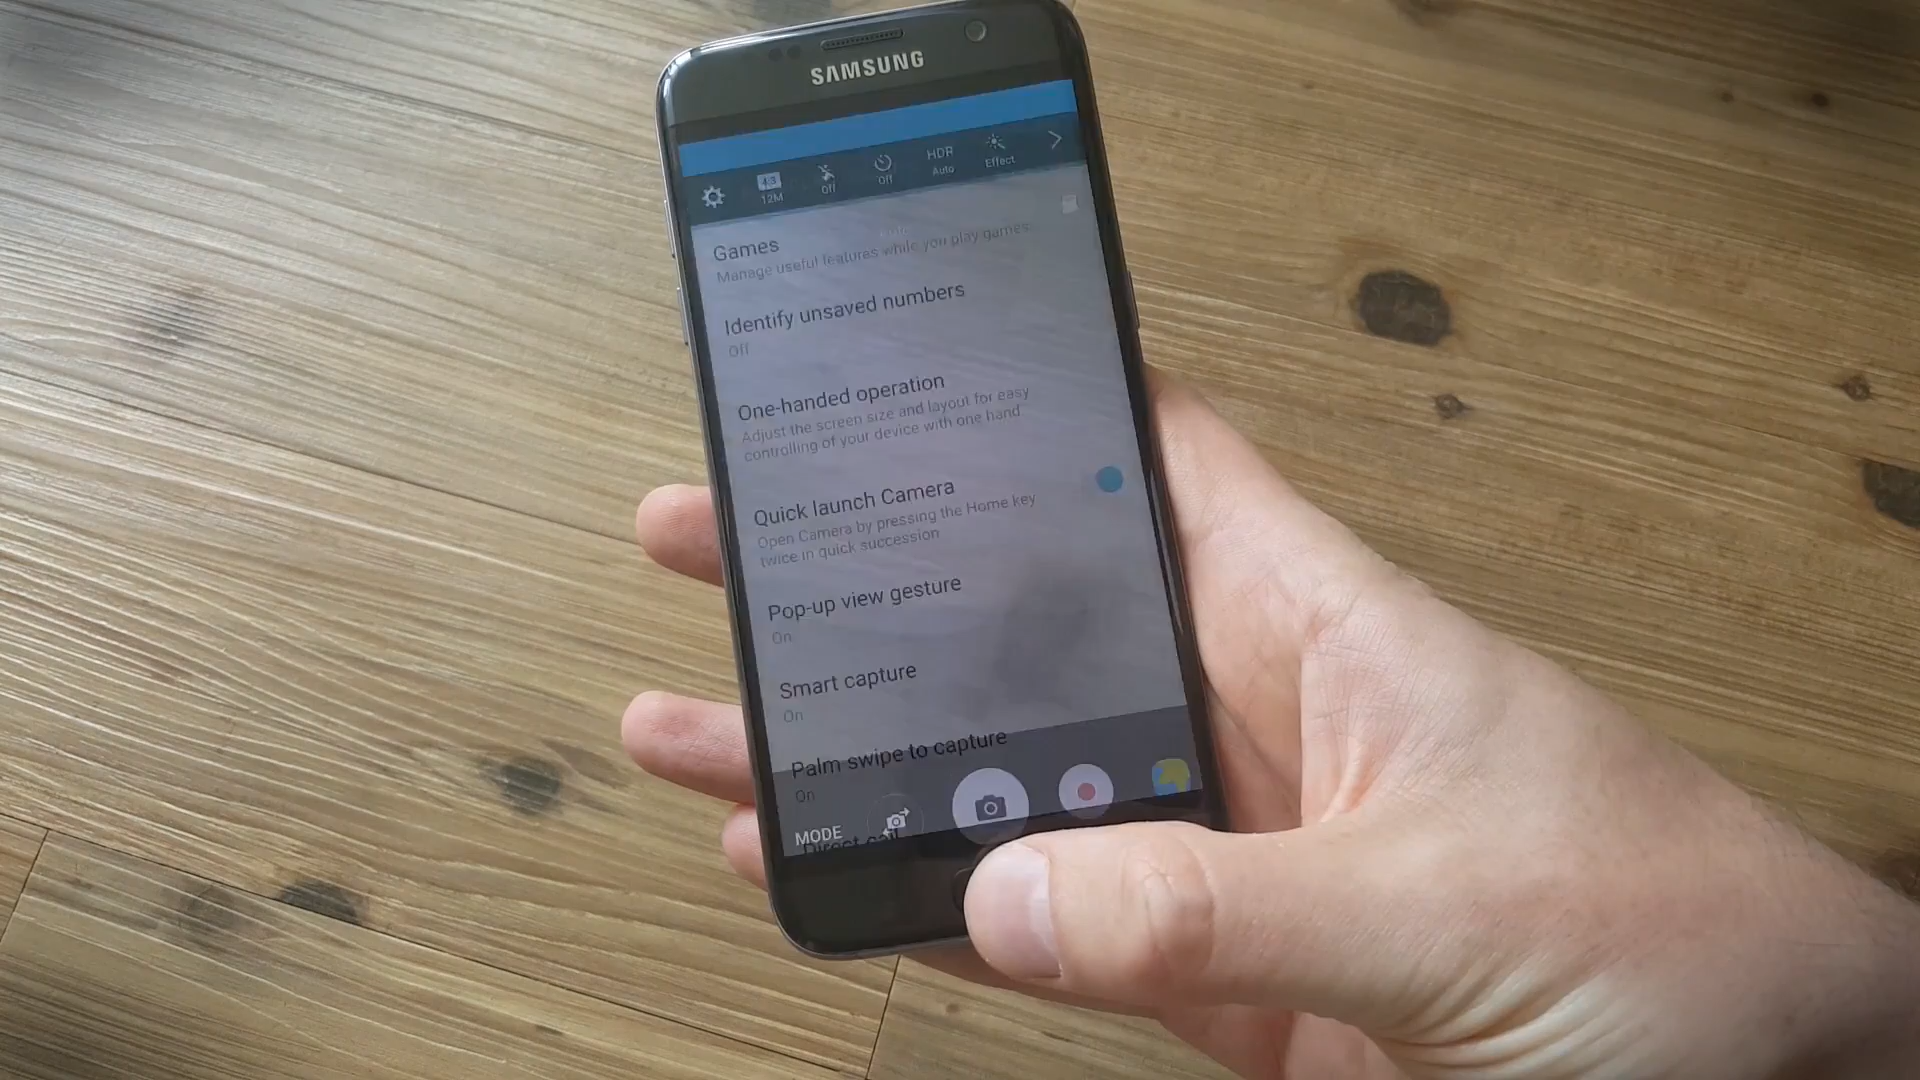 SAMSUNG
4:3
12M
Off
Off
HDR
Auto
Effect
Games
Manage useful features while you play games.
Identify unsaved numbers
Off
One-handed operation
Adjust the screen size and layout for easy
controlling of your device with one hand
Quick launch Camera
Open Camera by pressing the Home key
twice in quick succession
Pop-up view gesture
On
Smart capture
On
Palm swipe to capture
On
MODE
Direct call